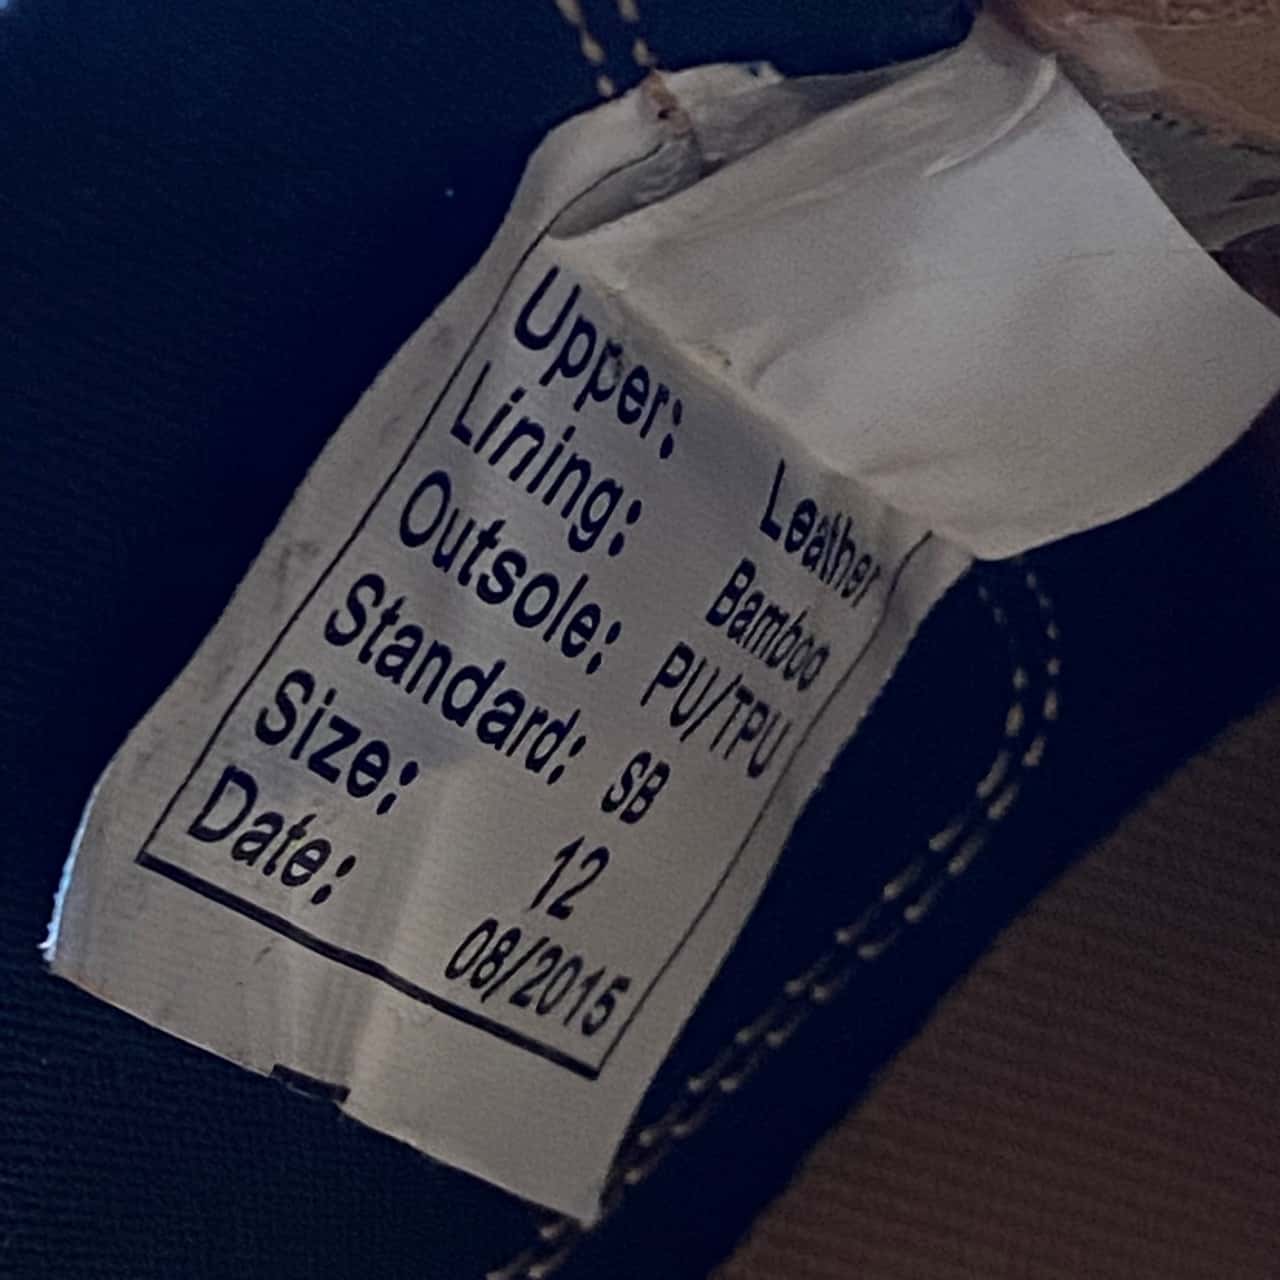 Upper: Leather
Lining: Bamboo
Outsole: PU/TPU
Standard: SB
Size: 12
Date: 08/2015